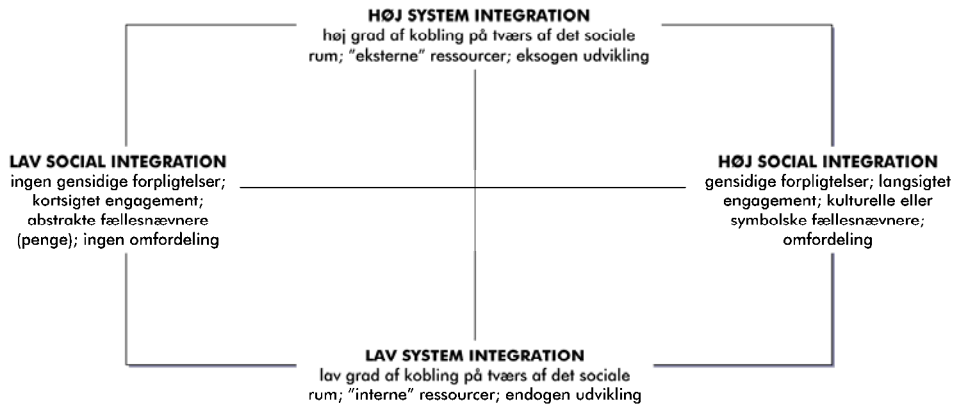 HØJ SYSTEM INTEGRATION
høj grad af kobling på tværs af det sociale
rum; "eksterne" ressourcer; eksogen udvikling
LAV SOCIAL INTEGRATION
ingen gensidige forpligtelser;
kortsigtet engagement;
abstrakte fællesnævnere
(penge); ingen omfordeling
HØJ SOCIAL INTEGRATION
gensidige forpligtelser; langsigtet
engagement; kulturelle eller
symbolske fællesnævnere;
omfordeling
LAV SYSTEM INTEGRATION
lav grad af kobling på tværs af det sociale
rum; "interne" ressourcer; endogen udvikling